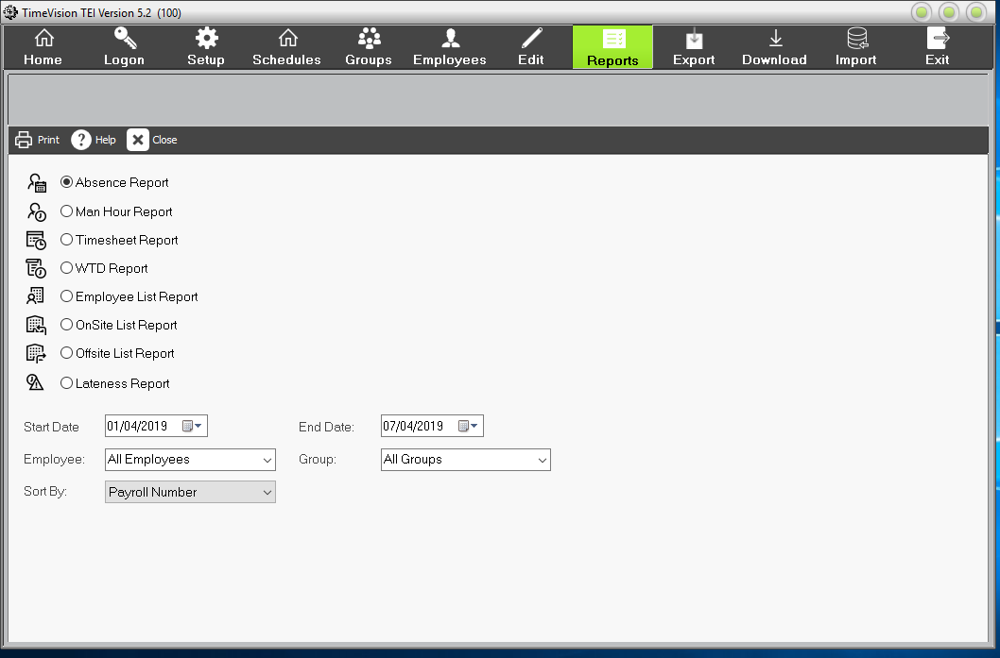 TimeVision TEI Version 5.2 (100)
Home Logon Setup Schedules Groups Employees Edit Reports Export Download Import Exit
Print ? Help Close
Absence Report
Man Hour Report
Timesheet Report
WTD Report
Employee List Report
OnSite List Report
Offsite List Report
Lateness Report
Start Date 01/04/2019 End Date: 07/04/2019
Employee: All Employees Group: All Groups
Sort By: Payroll Number